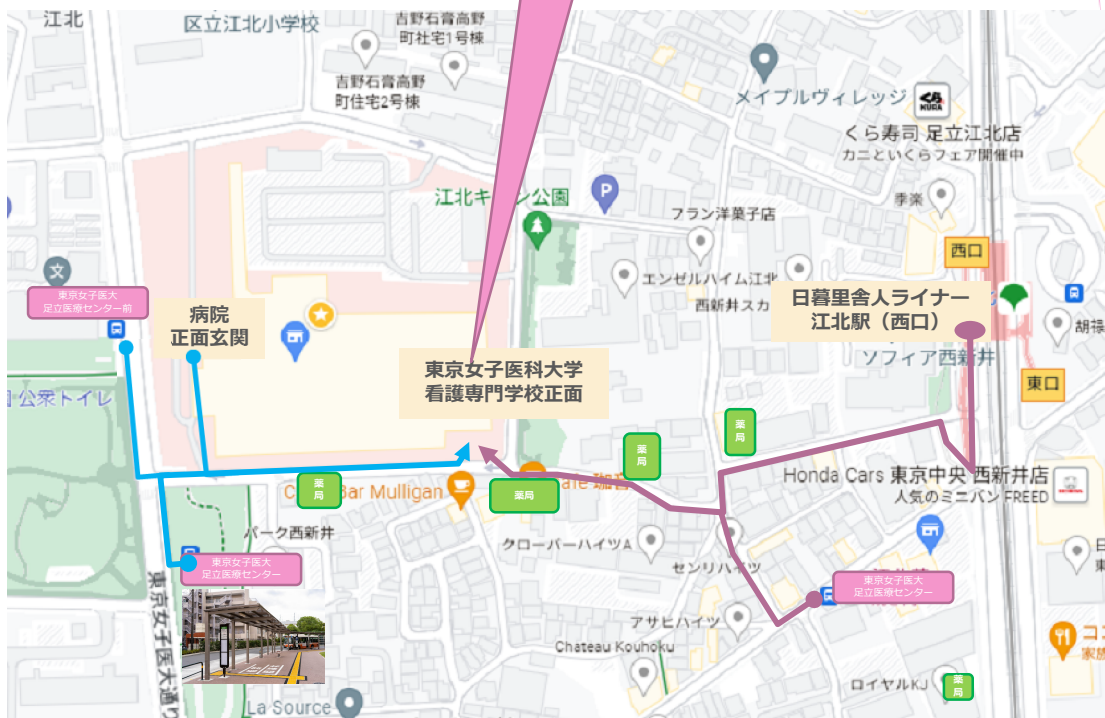 江北
区立江北小学校
吉野石膏高野
町社宅1号棟
吉野石膏高野
町住宅2号棟
メイプルヴィレッジ
くら
KURA
くら寿司 足立江北店
カニといくらフェア開催中
季楽
江北キ
ン公園
P
アラン洋菓子店
西口
エンゼルハイム江北
西新井スカ
文
東京女子医大
足立医療センター前
病院
正面玄関
日暮里舎人ライナー
江北駅（西口）
胡禄
ソフィア西新井
東口
東京女子医科大学
看護専門学校正面
公衆トイレ
薬局
薬局
薬局
薬局
Bar Mulligan
Honda Cars 東京中央 西新井店
人気のミニバン FREED
パーク西新井
クローバーハイツA
センリハイツ
東京女子医大
足立医療センター
東京女子医大
足立医療センター
東京女子医大通り
アサヒハイツ
Chateau Kouhoku
ロイヤルKJ
薬局
ココ
家族
La Source